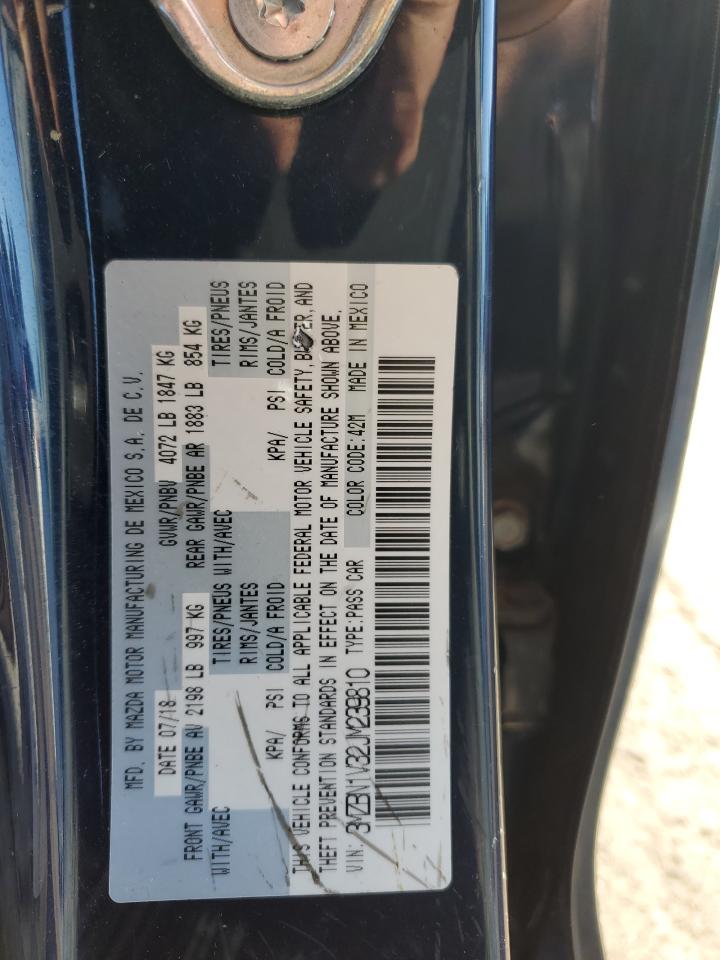 MFD. BY MAZDA MOTOR MANUFACTURING DE MEXICO S.A. DE C.V.
DATE 07/18 GVWR/PNBV 4072 LB 1847 KG
FRONT GAWR/PNBE AV 2198 LB 997 KG REAR GAWR/PNBE AR 1883 LB 854 KG
WITH/AVEC TIRES/PNEUS WITH/AVEC TIRES/PNEUS
RIMS/JANTES RIMS/JANTES
KPA/ PSI COLD/A FROID KPA/ PSI COLD/A FROID
THIS VEHICLE CONFORMS TO ALL APPLICABLE FEDERAL MOTOR VEHICLE SAFETY, AND
THEFT PREVENTION STANDARDS IN EFFECT ON THE DATE OF MANUFACTURE SHOWN ABOVE.
VIN: 3MZBN1V32JM239810 TYPE:PASS CAR COLOR CODE:42M MADE IN MEXICO